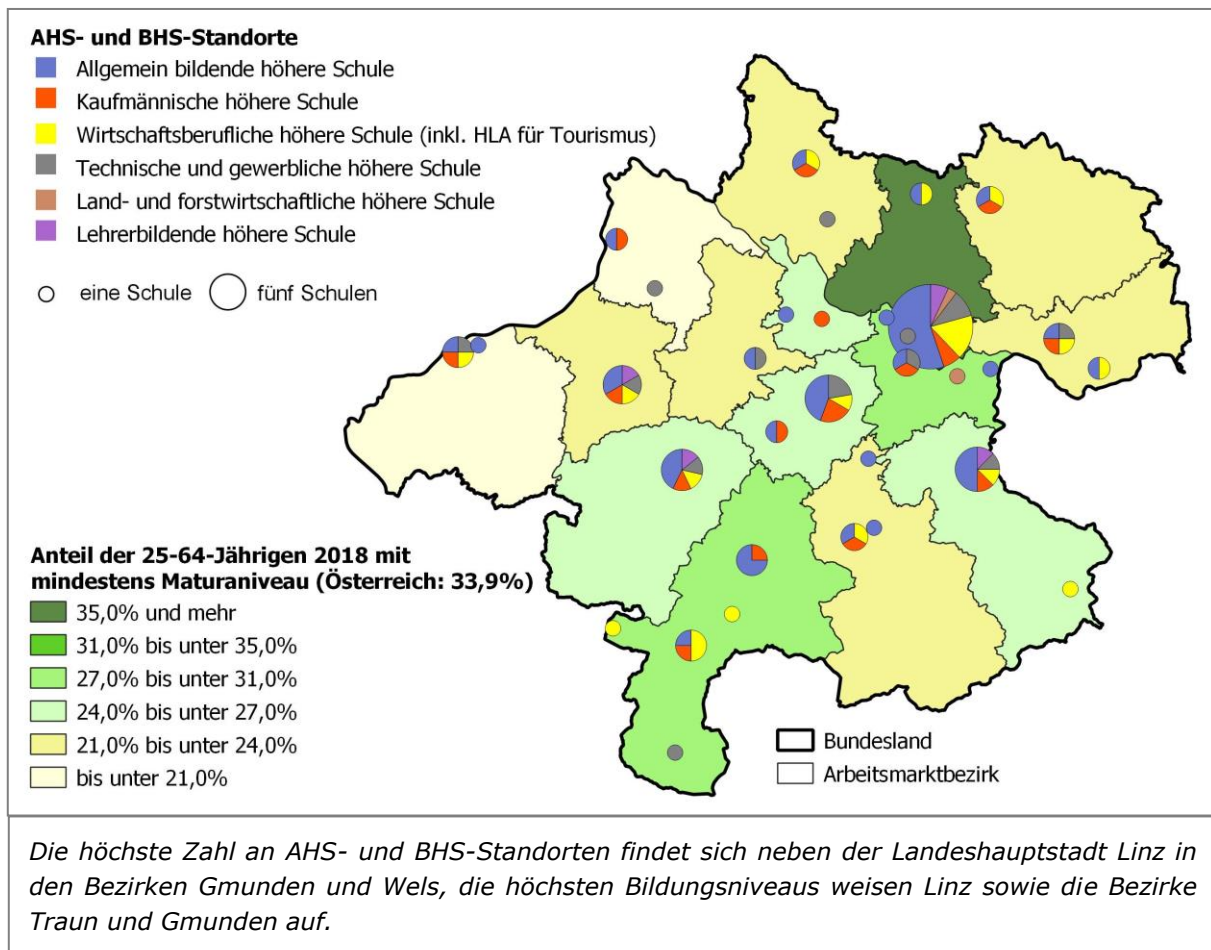 AHS- und BHS-Standorte
Allgemein bildende höhere Schule
Kaufmännische höhere Schule
Wirtschaftsberufliche höhere Schule (inkl. HLA für Tourismus)
Technische und gewerbliche höhere Schule
Land- und forstwirtschaftliche höhere Schule
Lehrerbildende höhere Schule
eine Schule fünf Schulen
Anteil der 25-64-Jährigen 2018 mit
mindestens Maturaniveau (Österreich: 33,9%)
35,0% und mehr
31,0% bis unter 35,0%
27,0% bis unter 31,0%
24,0% bis unter 27,0%
21,0% bis unter 24,0%
bis unter 21,0%
Bundesland
Arbeitsmarktbezirk
Die höchste Zahl an AHS- und BHS-Standorten findet sich neben der Landeshauptstadt Linz in
den Bezirken Gmunden und Wels, die höchsten Bildungsniveaus weisen Linz sowie die Bezirke
Traun und Gmunden auf.